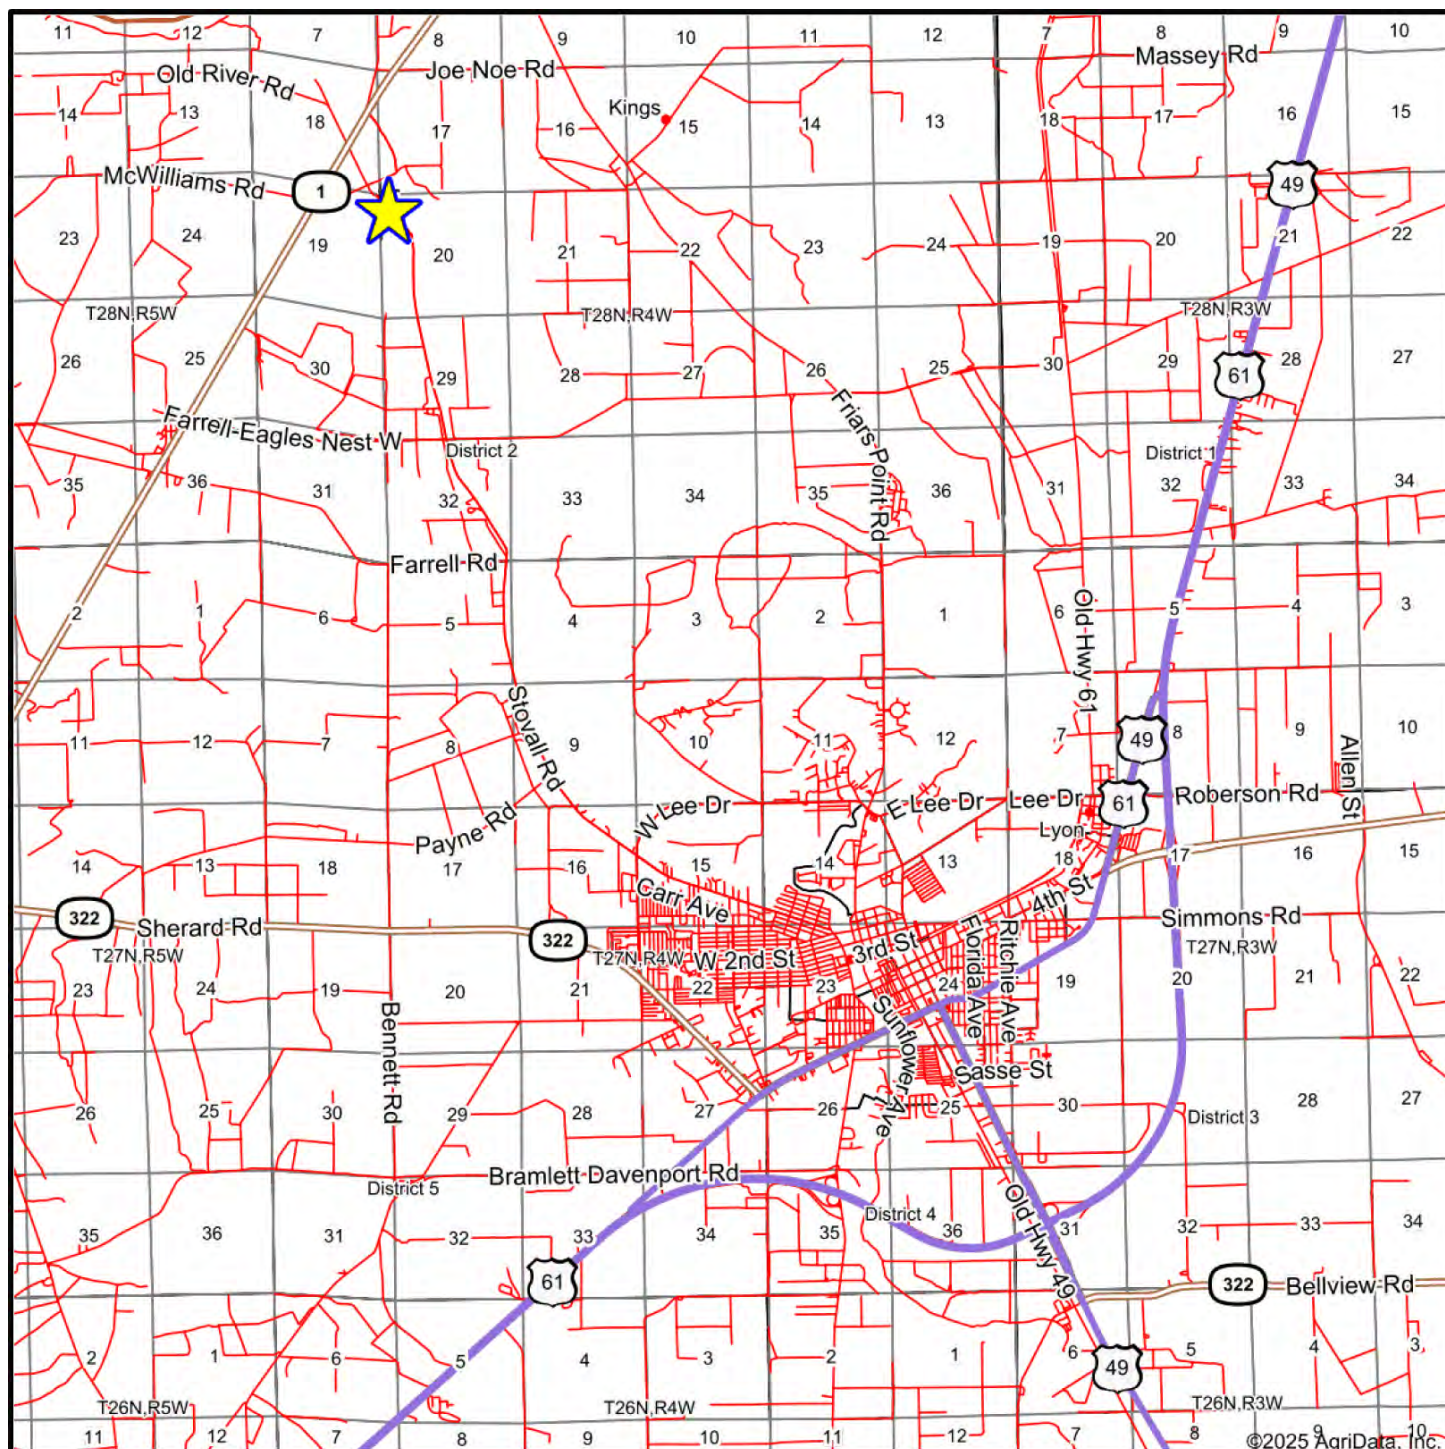 11 12 7 8 9 10 11 12 7 8 9 10
Old River Rd
Joe Noe Rd
Massey Rd
Kings
14 13 18 17 16 15 14 13 18 17 16 15
McWilliams Rd
1
49
23 24 19 20 21 22 23 24 19 20 21 22
T28N,R5W
T28N,R4W
T28N,R3W
26 25 30 29 28 27 26 25 30 29 28 27
61
Friars Point Rd
Farrell-Eagles Nest W
District 2
District 1
35 36 31 32 33 34 35 36 31 32 33 34
Farrell Rd
2 1 6 5 4 3 2 1 6 5 4 3
Old Hwy 61
Stovall Rd
11 12 7 8 9 10 11 12 7 8 9 10
49
Allen St
61
W Lee Dr
E Lee Dr
Lee Dr
Roberson Rd
Payne Rd
Lyon
14 13 18 17 16 15 14 13 18 17 16 15
Carr Ave
4th St
322
Sherard Rd
322
3rd St
Florida Ave
Ritchie Ave
Simmons Rd
T27N,R5W
T27N,R4W
W 2nd St
T27N,R3W
23 24 19 20 21 22 23 24 19 20 21 22
Bennett Rd
Sunflower Ave
Sasse St
26 25 30 29 28 27 26 25 30 28 27
District 3
Bramlett Davenport Rd
District 5
District 4
Old Hwy 49
35 36 31 32 33 34 35 36 31 32 33 34
61
322
Bellview Rd
2 1 6 5 4 3 2 1 6 5 4 3
49
T26N,R5W
T26N,R4W
T26N,R3W
11 12 7 8 9 10 11 12 7 8 9 10
©2025 AgriData, Inc.